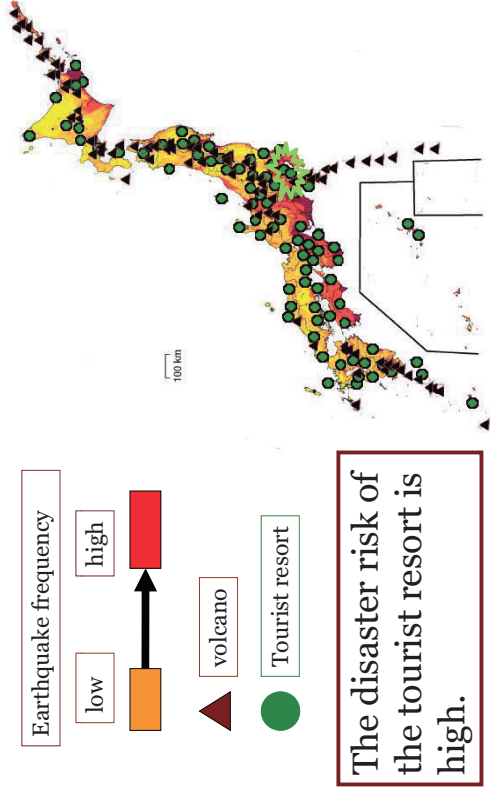 Earthquake frequency
low
high
volcano
Tourist resort
The disaster risk of
the tourist resort is
high.
100 km